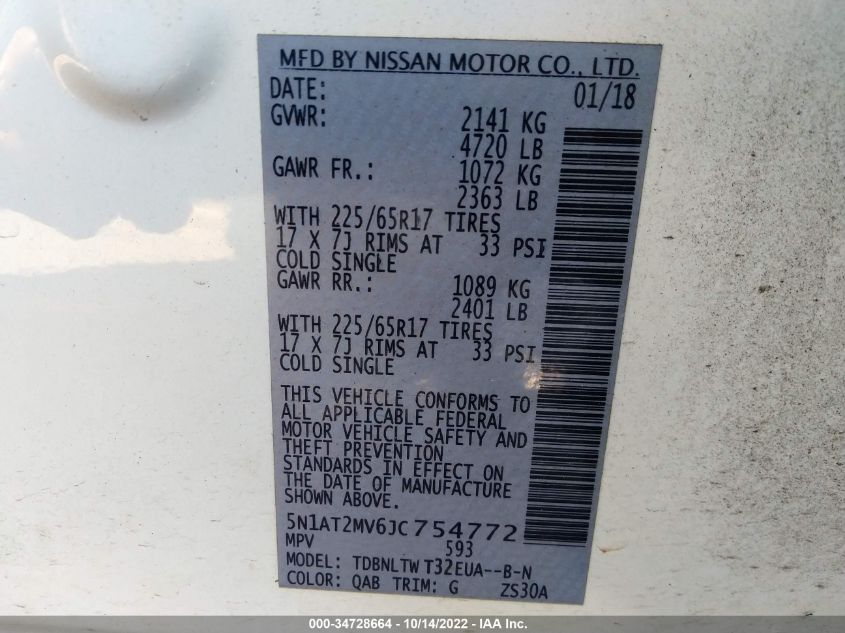 MFD BY NISSAN MOTOR CO., LTD.
DATE: 01/18
GVWR: 2141 KG
4720 LB
GAWR FR.: 1072 KG
2363 LB
WITH 225/65R17 TIRES
17 X 7J RIMS AT 33 PSI
COLD SINGLE
GAWR RR.: 1089 KG
2401 LB
WITH 225/65R17 TIRES
17 X 7J RIMS AT 33 PSI
COLD SINGLE
THIS VEHICLE CONFORMS TO
ALL APPLICABLE FEDERAL
MOTOR VEHICLE SAFETY AND
THEFT PREVENTION
STANDARDS IN EFFECT ON
THE DATE OF MANUFACTURE
SHOWN ABOVE.
5N1AT2MV6JC754772
MPV 593
MODEL: TDBNLTW T32EUA--B-N
COLOR: QAB TRIM: G ZS30A
000-34728664 - 10/14/2022 - IMPACT AUTO AUCTIONS, INC.